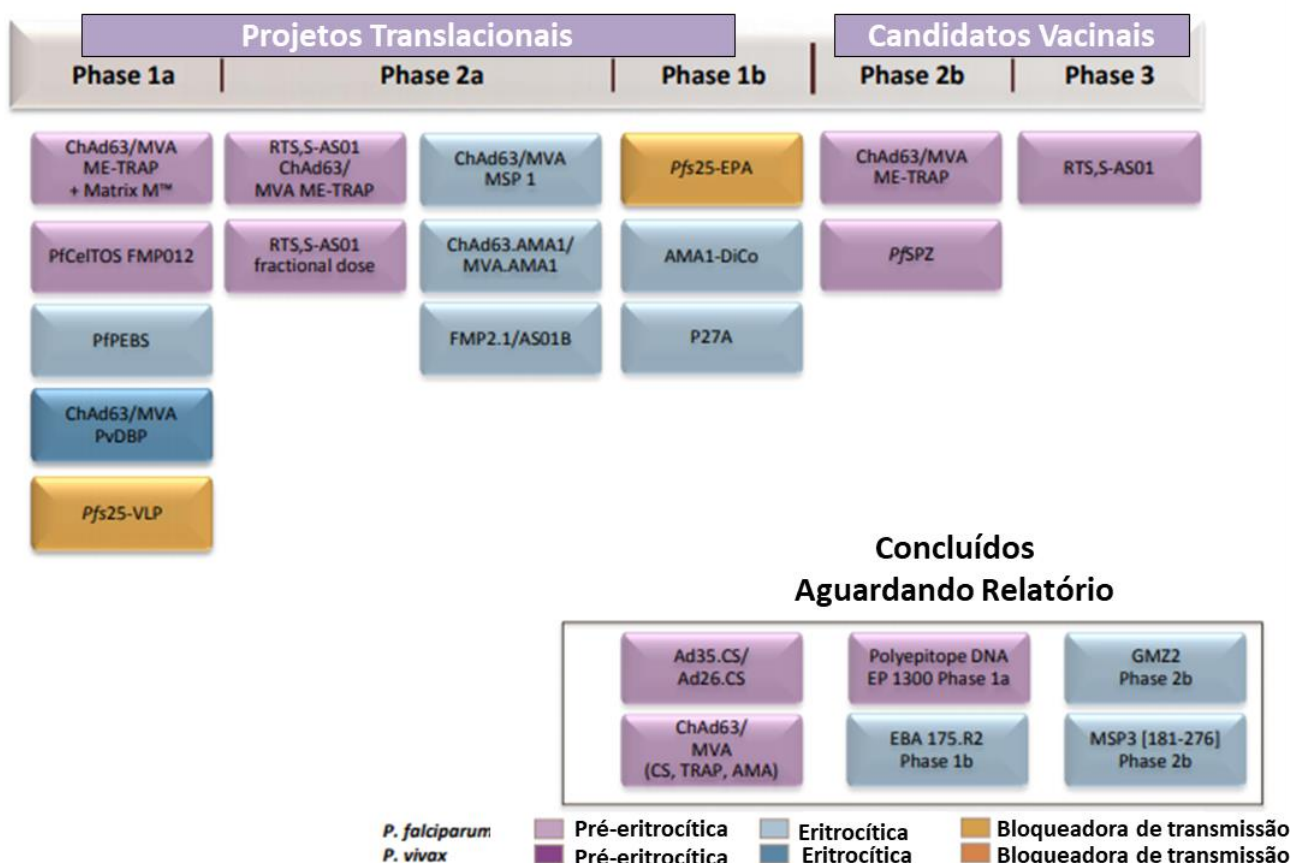 Projetos Translacionais
Candidatos Vacinais
Phase 1a
Phase 2a
Phase 1b
Phase 2b
Phase 3
ChAd63/MVA
ME-TRAP
+ Matrix M™
RTS,S-AS01
ChAd63/
MVA ME-TRAP
ChAd63/MVA
MSP 1
Pfs25-EPA
ChAd63/MVA
ME-TRAP
RTS,S-AS01
PfCelTOS FMP012
RTS,S-AS01
fractional dose
ChAd63.AMA1/
MVA.AMA1
AMA1-DiCo
PfSPZ
PfPEBS
FMP2.1/AS01B
P27A
ChAd63/MVA
PvDBP
Pfs25-VLP
Concluídos
Aguardando Relatório
Ad35.CS/
Ad26.CS
Polyepitope DNA
EP 1300 Phase 1a
GMZ2
Phase 2b
ChAd63/
MVA
(CS, TRAP, AMA)
EBA 175.R2
Phase 1b
MSP3 [181-276]
Phase 2b
P. falciparum
Pré-eritrocítica
Eritrocítica
Bloqueadora de transmissão
P. vivax
Pré-eritrocítica
Eritrocítica
Bloqueadora de transmissão